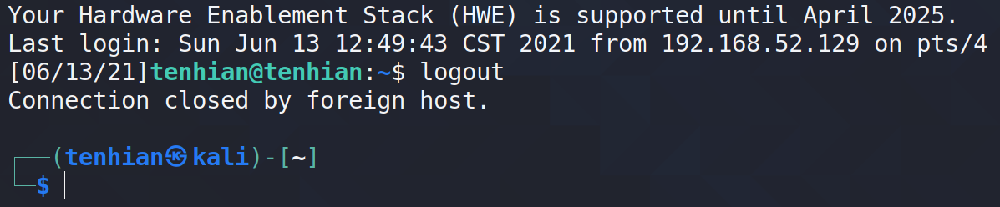 Your Hardware Enablement Stack (HWE) is supported until April 2025.
Last login: Sun Jun 13 12:49:43 CST 2021 from 192.168.52.129 on pts/4
[06/13/21]tenhian@tenhian:~$ logout
Connection closed by foreign host.
┌──(tenhian㉿kali)-[~]
└─$